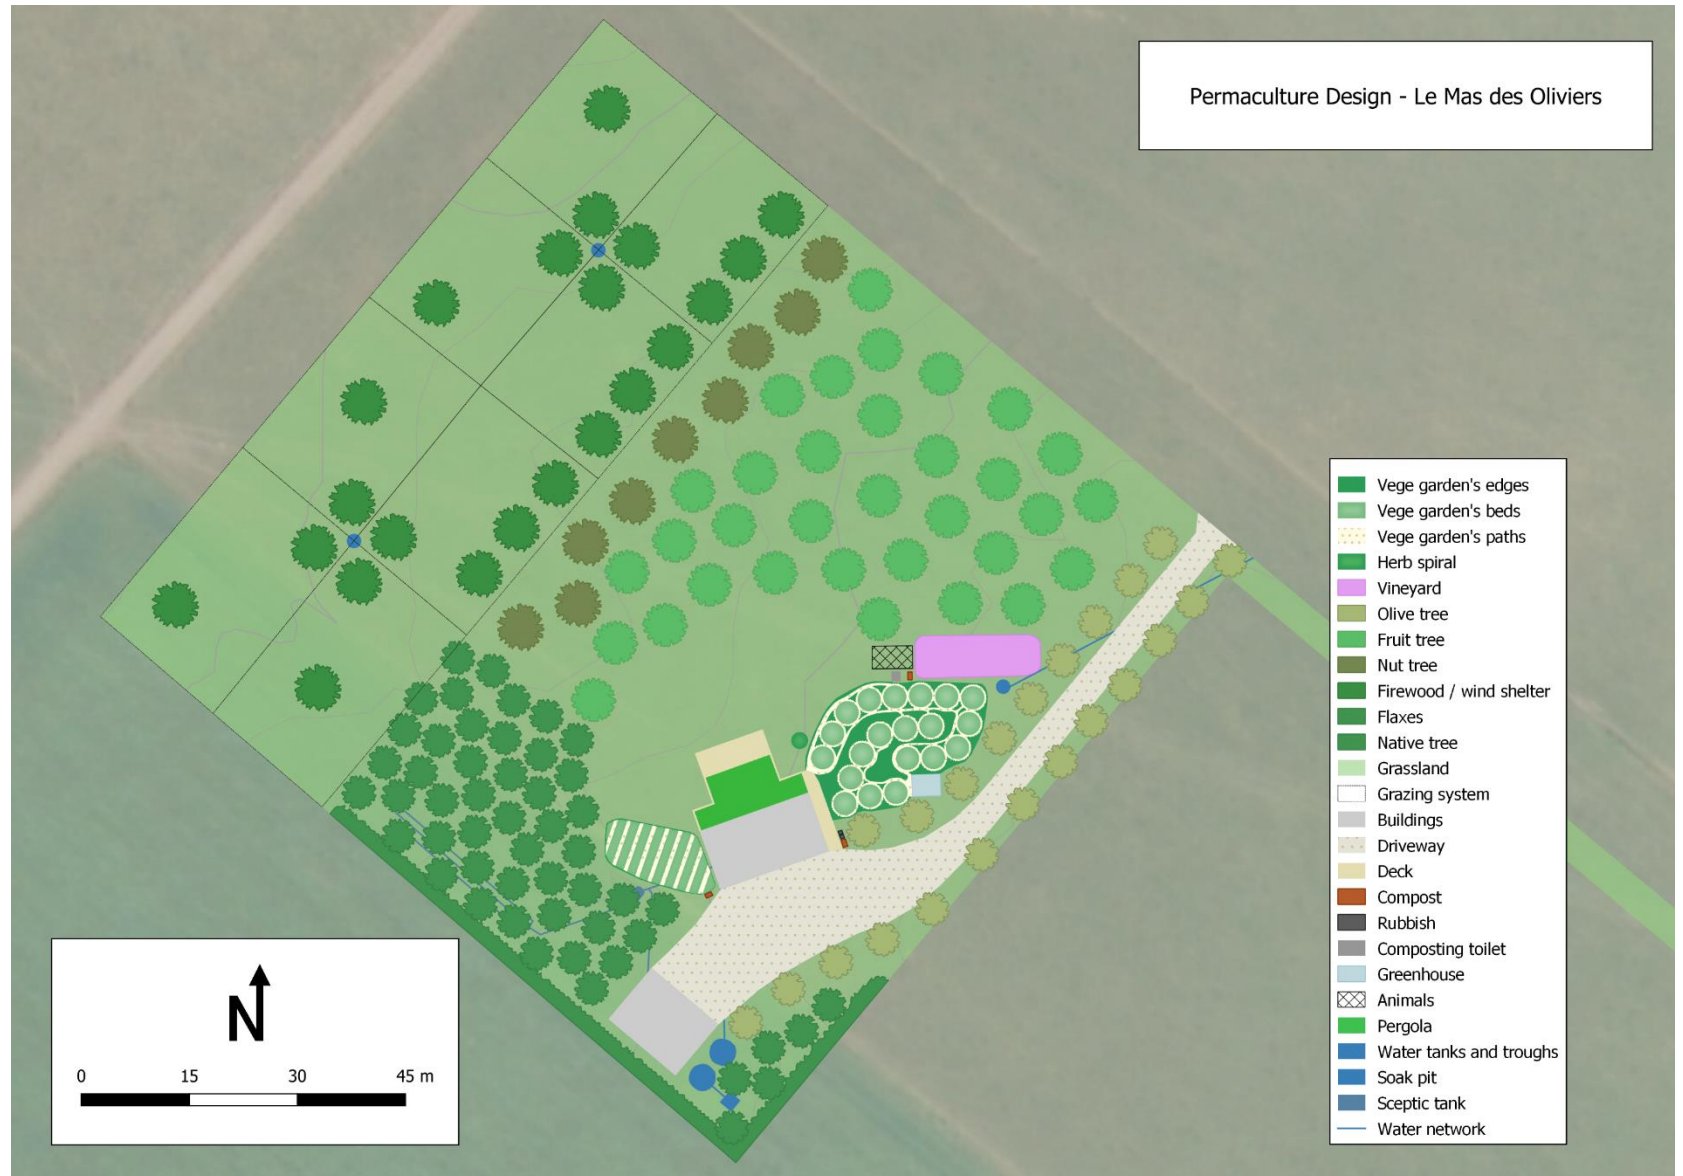 Permaculture Design - Le Mas des Oliviers
Vege garden's edges
Vege garden's beds
Vege garden's paths
Herb spiral
Vineyard
Olive tree
Fruit tree
Nut tree
Firewood / wind shelter
Flaxes
Native tree
Grassland
Grazing system
Buildings
Driveway
Deck
Compost
Rubbish
Composting toilet
Greenhouse
Animals
Pergola
Water tanks and troughs
Soak pit
Sceptic tank
Water network
N
0 15 30 45 m